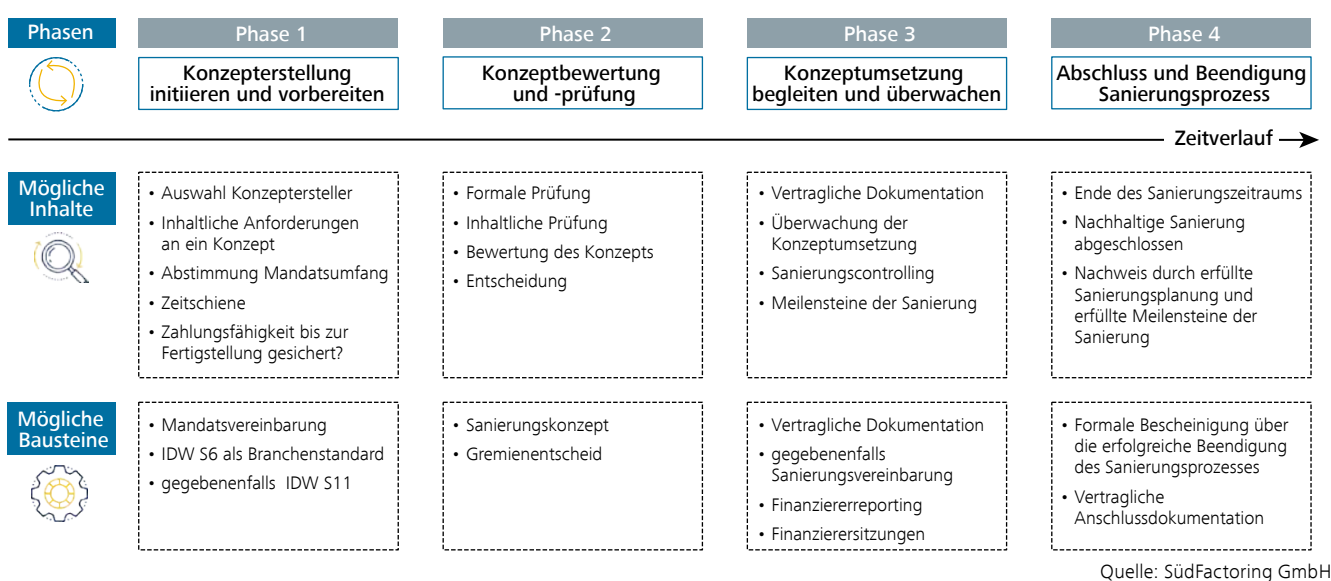 Phasen
Phase 1
Konzepterstellung
initiieren und vorbereiten
Phase 2
Konzeptbewertung
und -prüfung
Phase 3
Konzeptumsetzung
begleiten und überwachen
Phase 4
Abschluss und Beendigung
Sanierungsprozess
Zeitverlauf
Mögliche
Inhalte
• Auswahl Konzeptersteller
• Inhaltliche Anforderungen
an ein Konzept
• Abstimmung Mandatsumfang
• Zeitschiene
• Zahlungsfähigkeit bis zur
Fertigstellung gesichert?
• Formale Prüfung
• Inhaltliche Prüfung
• Bewertung des Konzepts
• Entscheidung
• Vertragliche Dokumentation
• Überwachung der
Konzeptumsetzung
• Sanierungscontrolling
• Meilensteine der Sanierung
• Ende des Sanierungszeitraums
• Nachhaltige Sanierung
abgeschlossen
• Nachweis durch erfüllte
Sanierungsplanung und
erfüllte Meilensteine der
Sanierung
Mögliche
Bausteine
• Mandatsvereinbarung
• IDW S6 als Branchenstandard
• gegebenenfalls IDW S11
• Sanierungskonzept
• Gremienentscheid
• Vertragliche Dokumentation
• gegebenenfalls
Sanierungsvereinbarung
• Finanziererreporting
• Finanzierersitzungen
• Formale Bescheinigung über
die erfolgreiche Beendigung
des Sanierungsprozesses
• Vertragliche
Anschlussdokumentation
Quelle: SüdFactoring GmbH